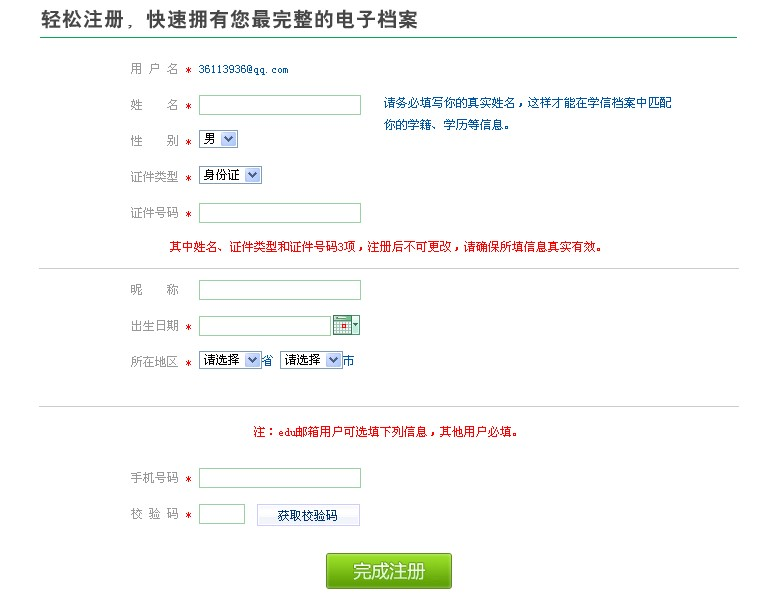 轻松注册，快速拥有您最完整的电子档案
用 户 名 * 36113936@qq.com
姓 名 * 请务必填写你的真实姓名，这样才能在学信档案中匹配
你的学籍、学历等信息。
性 别 * 男
证件类型 * 身份证
证件号码 *
其中姓名、证件类型和证件号码3项，注册后不可更改，请确保所填信息真实有效。
昵 称
出生日期 *
所在地区 * 请选择 省 请选择 市
注：edu邮箱用户可选填下列信息，其他用户必填。
手机号码 *
校 验 码 * 获取校验码
完成注册